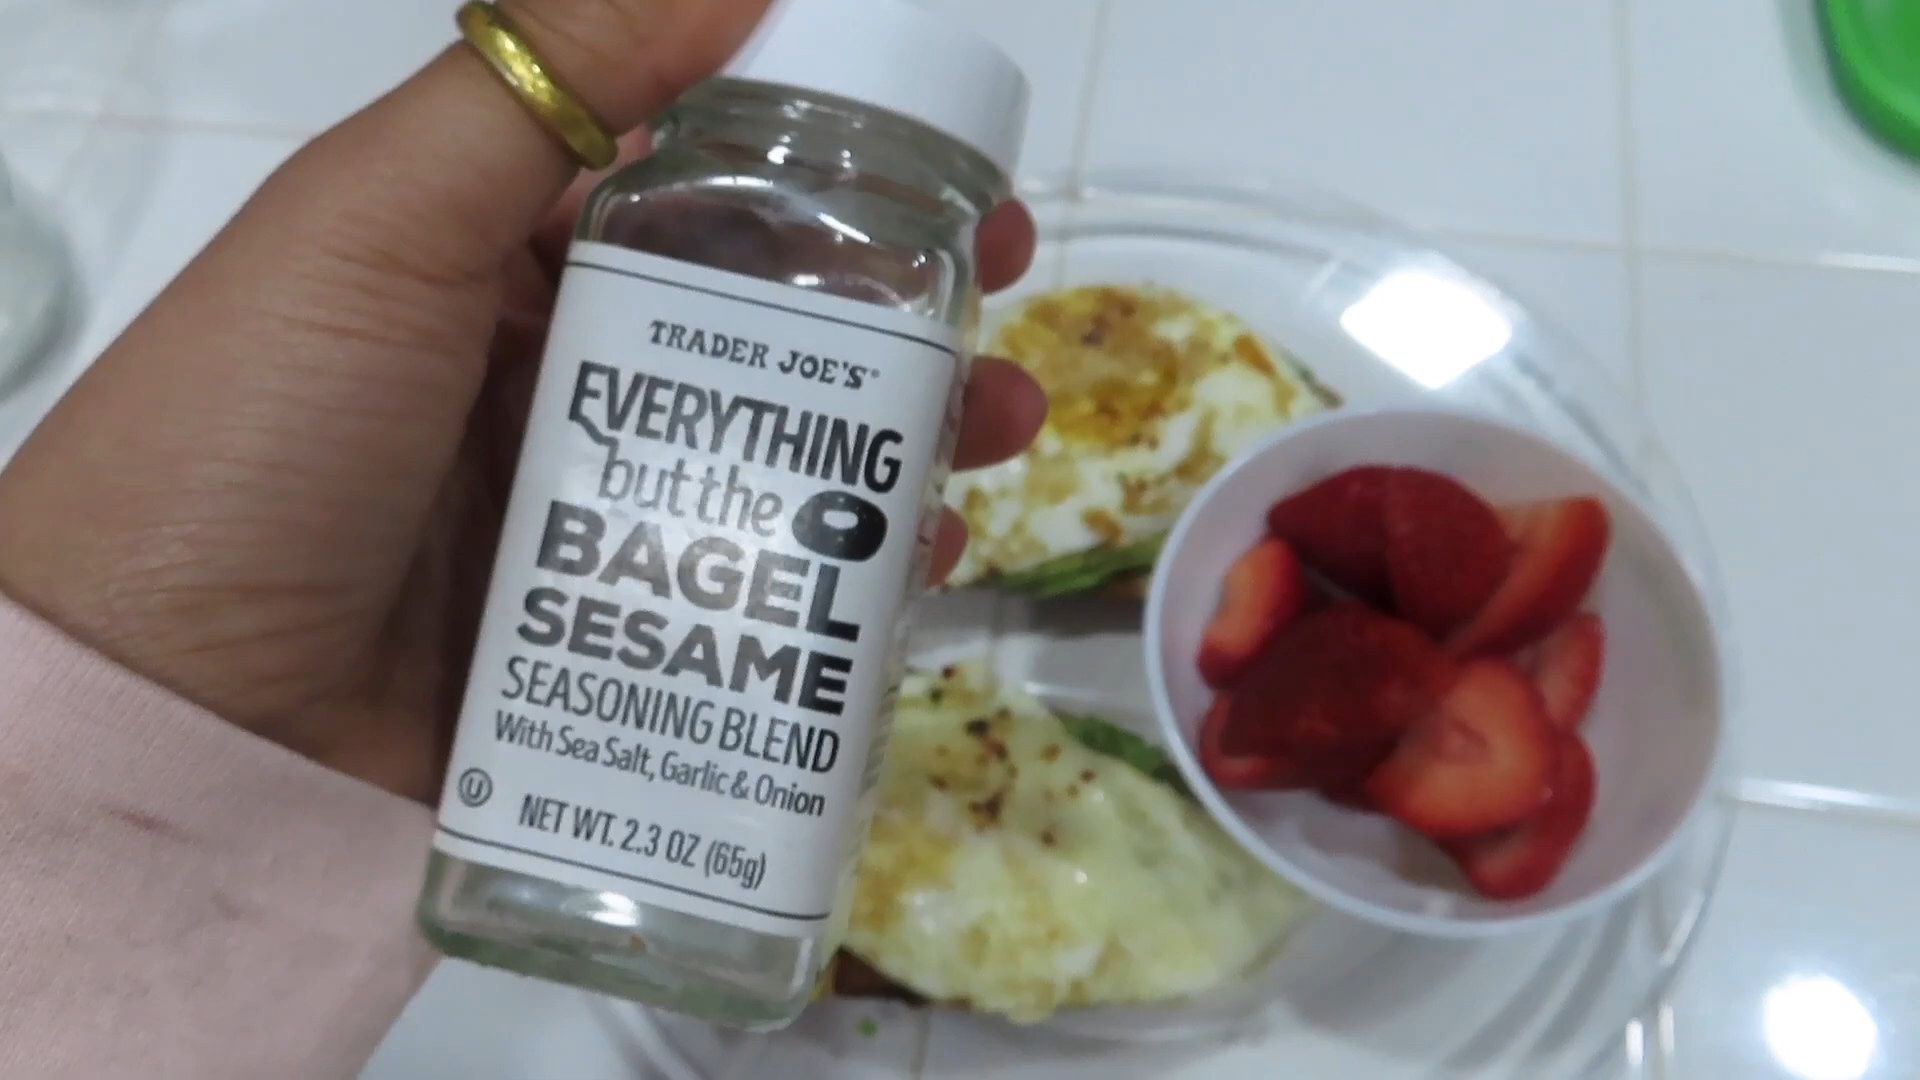 TRADER JOE'S®
EVERYTHING
but the
BAGEL
SESAME
SEASONING BLEND
With Sea Salt, Garlic & Onion
U
NET WT. 2.3 OZ (65g)